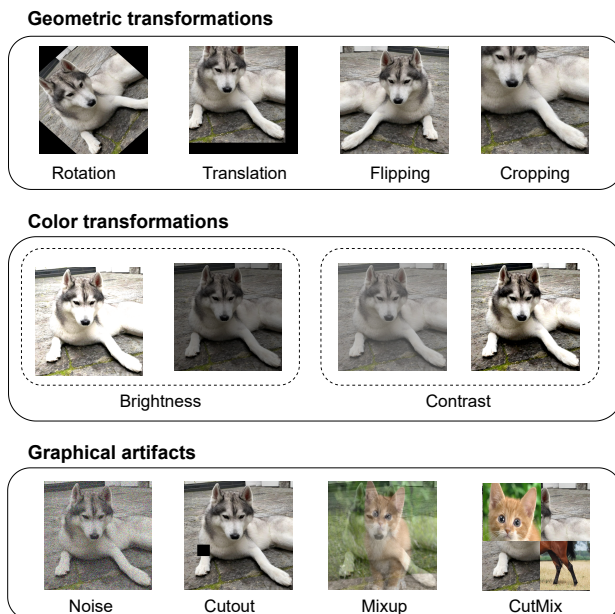 Geometric transformations
Rotation Translation Flipping Cropping
Color transformations
Brightness Contrast
Graphical artifacts
Noise Cutout Mixup CutMix